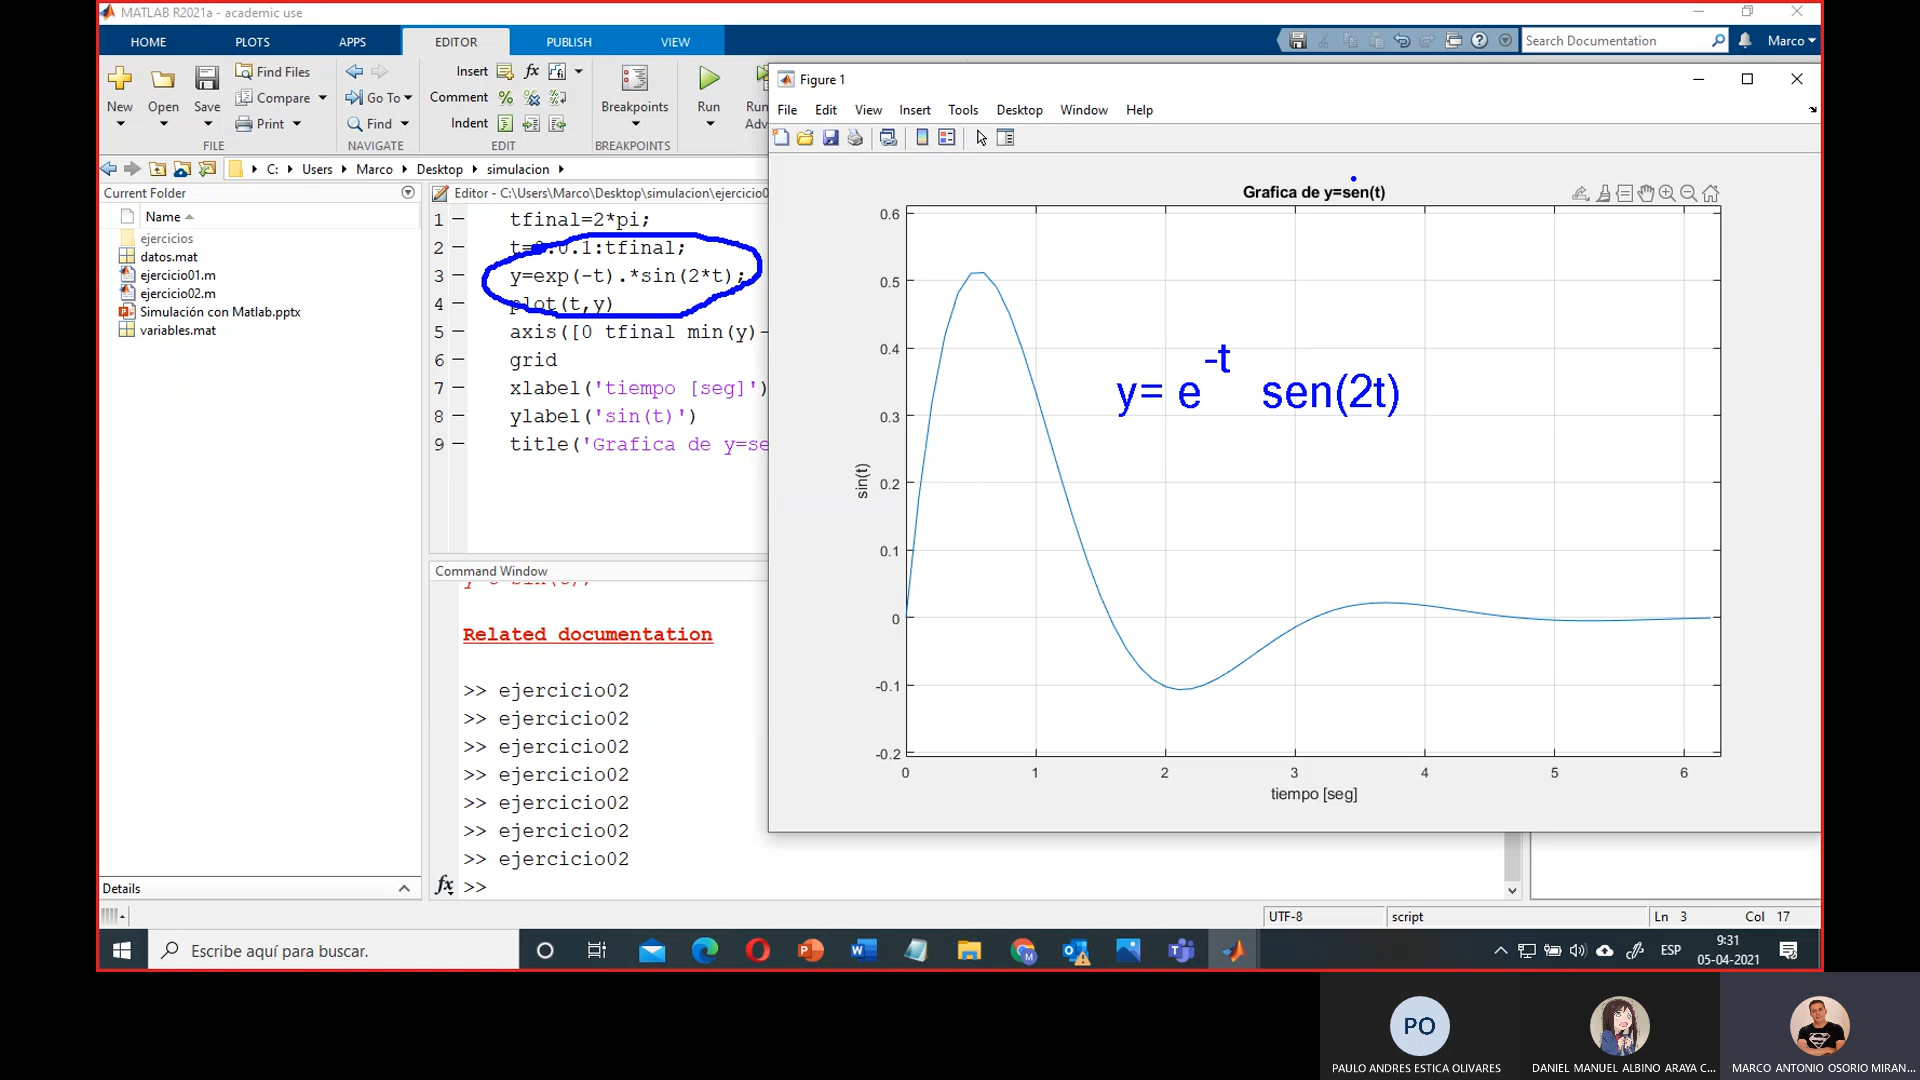 MATLAB R2021a - academic use
HOME PLOTS APPS EDITOR PUBLISH VIEW
Search Documentation
Marco
New Open Save
Find Files
Compare
Print
FILE
Go To
Find
NAVIGATE
Insert fx
Comment %
Indent
EDIT
Breakpoints
BREAKPOINTS
Run
Run
Adv
C: Users Marco Desktop simulacion
Current Folder
Name
ejercicios
datos.mat
ejercicio01.m
ejercicio02.m
Simulación con Matlab.pptx
variables.mat
Details
Editor - C:\Users\Marco\Desktop\simulacion\ejercicio0
1 tfinal=2*pi;
2 t=0:0.1:tfinal;
3 y=exp(-t).*sin(2*t);
4 plot(t,y)
5 axis([0 tfinal min(y)-
6 grid
7 xlabel('tiempo [seg]')
8 ylabel('sin(t)')
9 title('Grafica de y=se
Command Window
Related documentation
>> ejercicio02
>> ejercicio02
>> ejercicio02
>> ejercicio02
>> ejercicio02
>> ejercicio02
>> ejercicio02
fx >>
Figure 1
File Edit View Insert Tools Desktop Window Help
Grafica de y=sen(t)
0.6
0.5
0.4
0.3
0.2
0.1
0
-0.1
-0.2
sin(t)
y= e -t sen(2t)
0 1 2 3 4 5 6
tiempo [seg]
UTF-8 script Ln 3 Col 17
Escribe aquí para buscar.
ESP
9:31
05-04-2021
PO
PAULO ANDRES ESTICA OLIVARES
DANIEL MANUEL ALBINO ARAYA C...
MARCO ANTONIO OSORIO MIRAN...